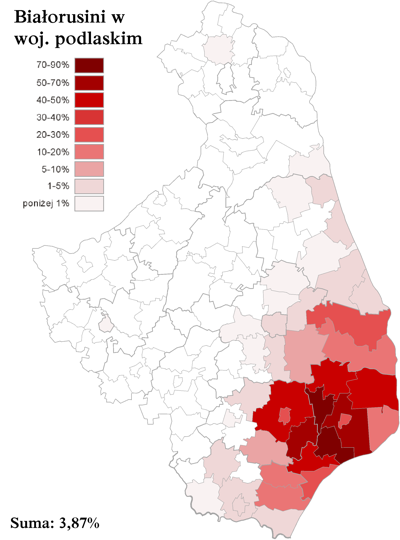 Białorusini w
woj. podlaskim
70-90%
50-70%
40-50%
30-40%
20-30%
10-20%
5-10%
1-5%
poniżej 1%
Suma: 3,87%